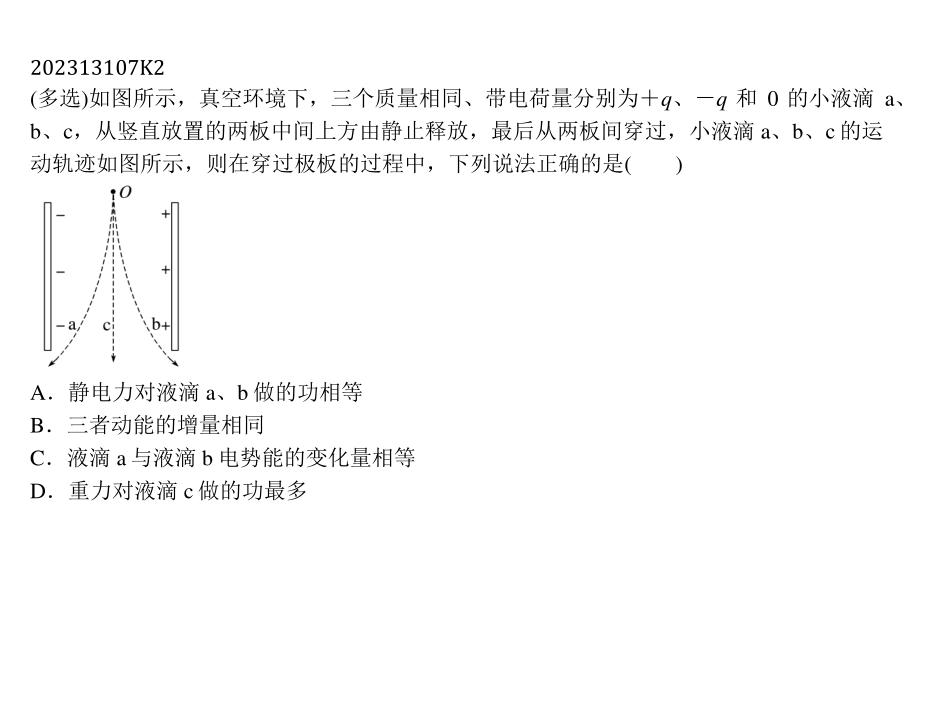 202313107K2
(多选)如图所示，真空环境下，三个质量相同、带电荷量分别为＋q、－q 和 0 的小液滴 a、
b、c，从竖直放置的两板中间上方由静止释放，最后从两板间穿过，小液滴 a、b、c 的运
动轨迹如图所示，则在穿过极板的过程中，下列说法正确的是(　　)
O
－ ＋
－ ＋
－a c b＋
A．静电力对液滴 a、b 做的功相等
B．三者动能的增量相同
C．液滴 a 与液滴 b 电势能的变化量相等
D．重力对液滴 c 做的功最多